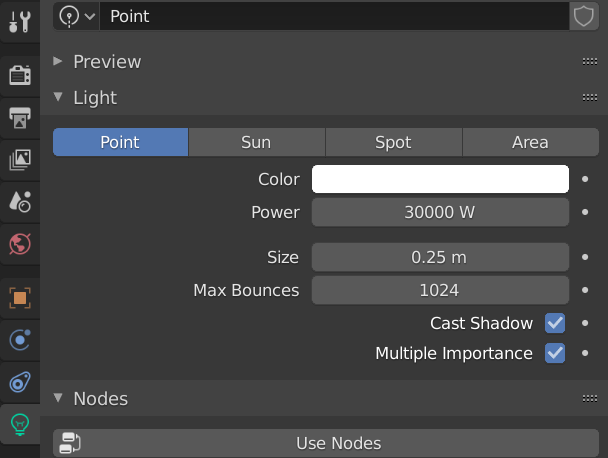 Point
Preview
Light
Point Sun Spot Area
Color
Power 30000 W
Size 0.25 m
Max Bounces 1024
Cast Shadow
Multiple Importance
Nodes
Use Nodes